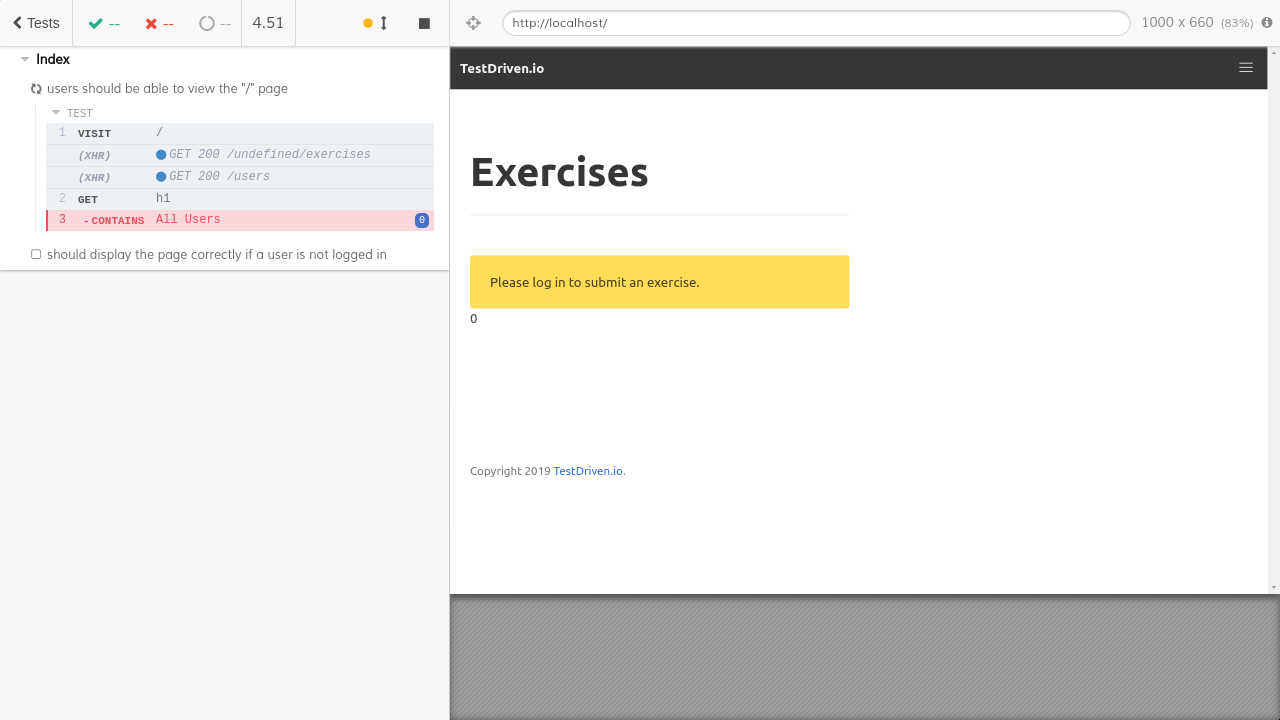 Tests -- -- -- 4.51
http://localhost/ 1000 x 660 (83%)
Index
users should be able to view the "/" page
TEST
1 VISIT /
(XHR) GET 200 /undefined/exercises
(XHR) GET 200 /users
2 GET h1
3 - CONTAINS All Users 0
should display the page correctly if a user is not logged in
TestDriven.io
Exercises
Please log in to submit an exercise.
0
Copyright 2019 TestDriven.io.